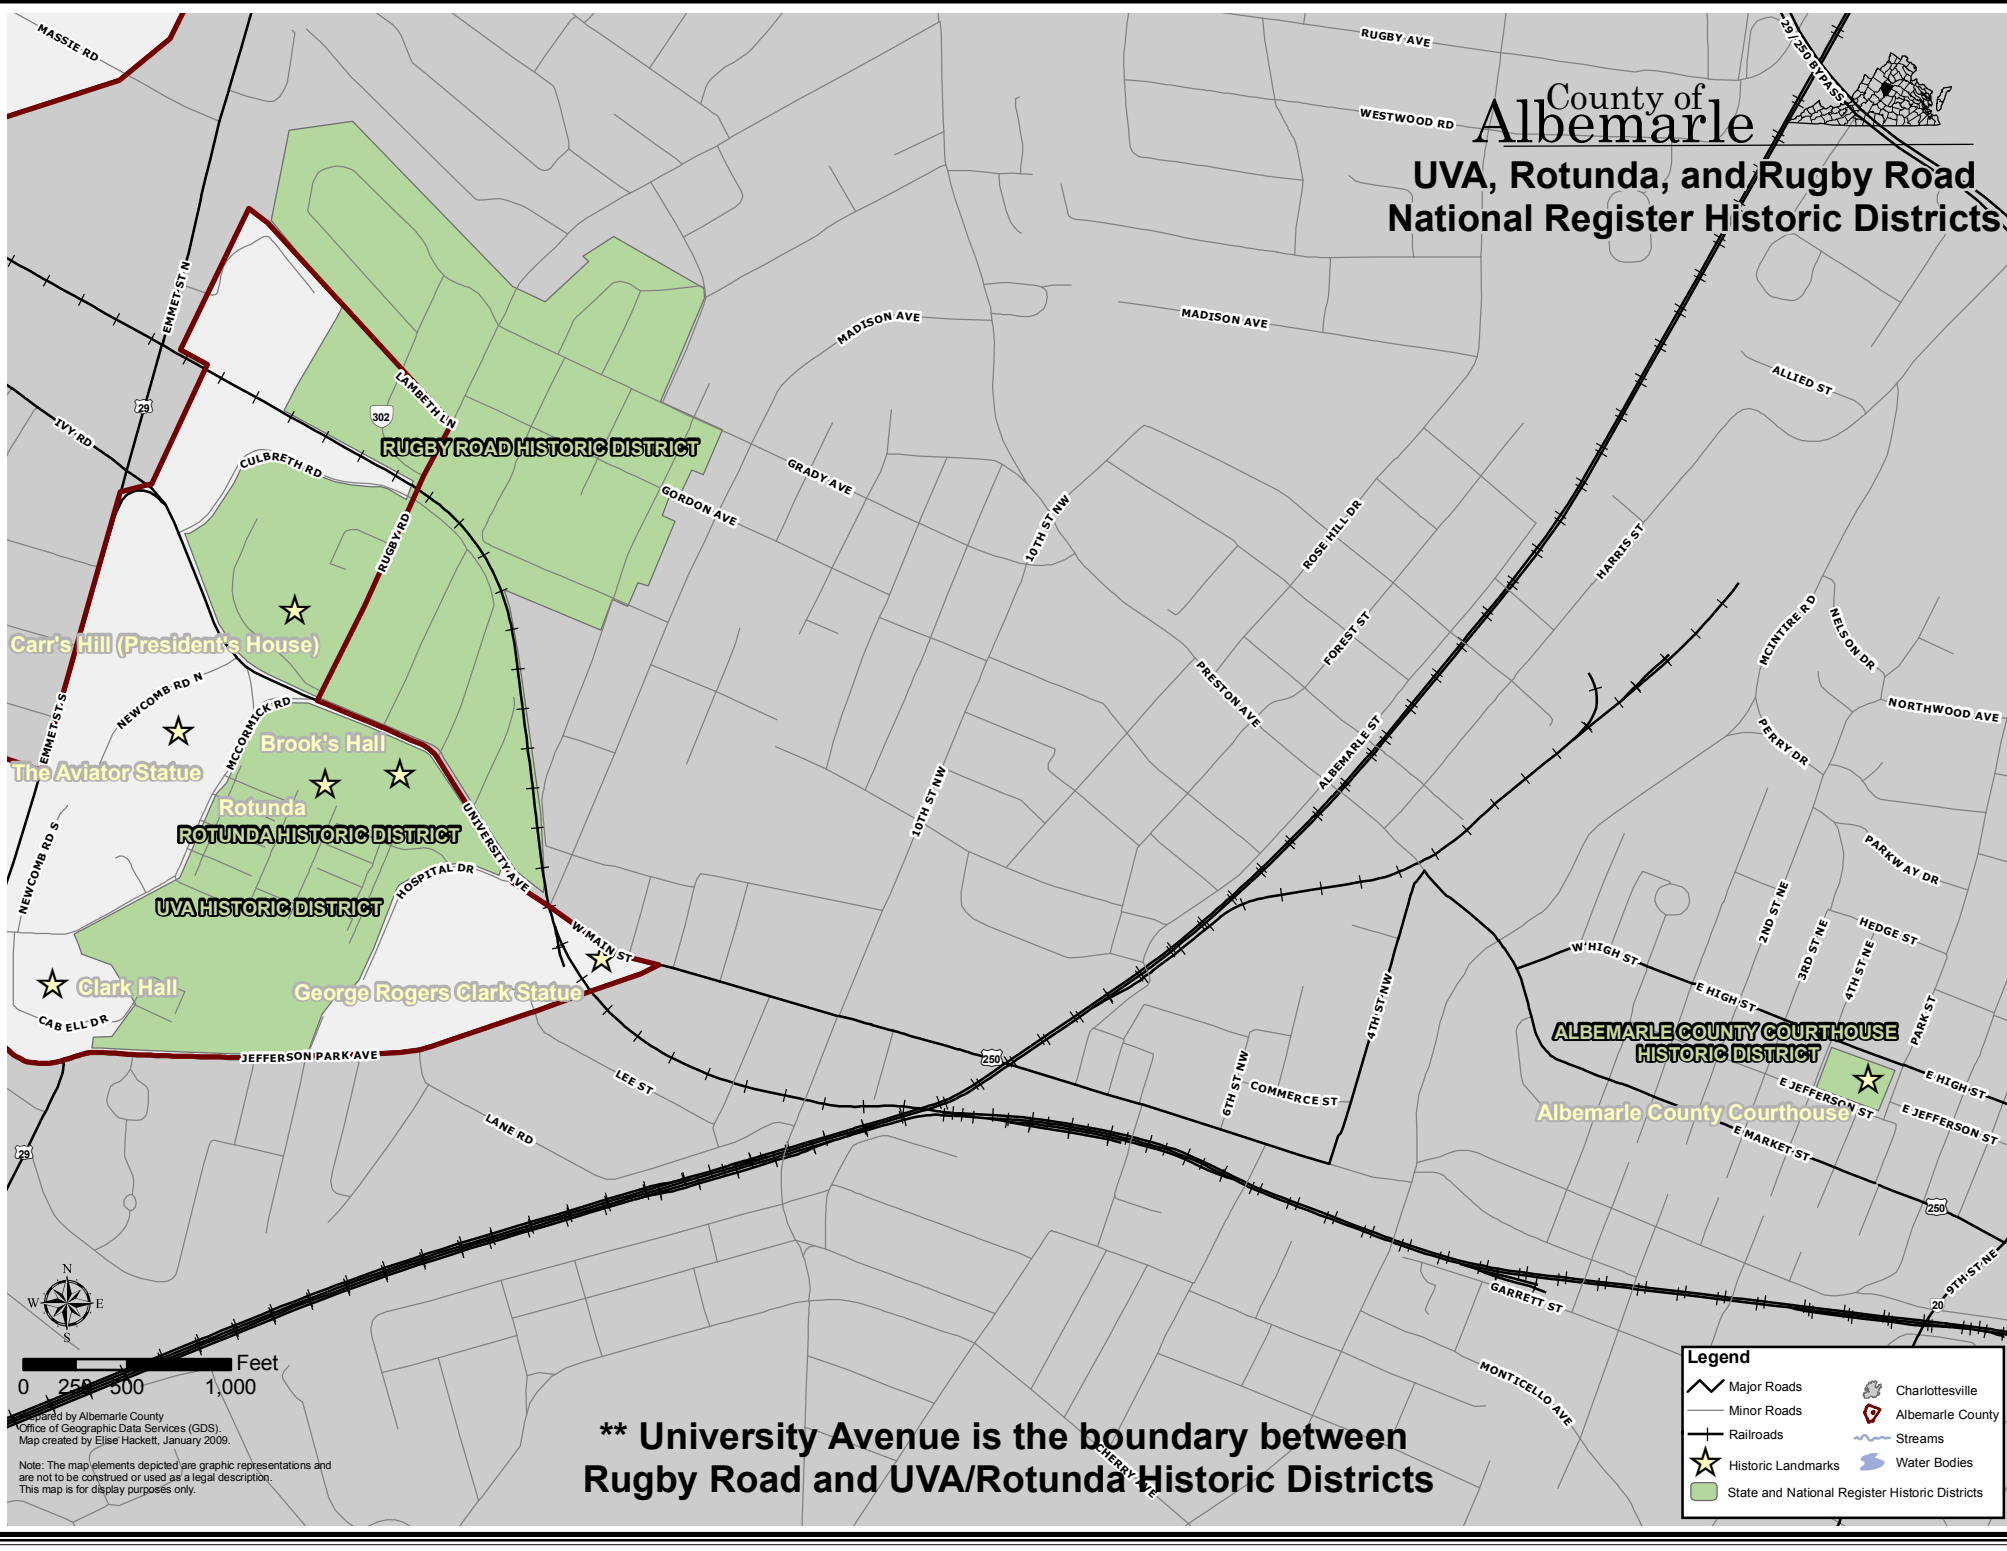 MASSIE RD
RUGBY AVE
29 / 250 BYPASS
County of
Albemarle
WESTWOOD RD
UVA, Rotunda, and Rugby Road
National Register Historic Districts
EMMET ST N
MADISON AVE
MADISON AVE
ALLIED ST
LAMBETH LN
29
302
IVY RD
RUGBY ROAD HISTORIC DISTRICT
CULBRETH RD
GRADY AVE
GORDON AVE
10TH ST NW
ROSE HILL DR
HARRIS ST
RUGBY RD
Carr's Hill (President's House)
FOREST ST
MCINTIRE RD
NELSON DR
NEWCOMB RD N
PRESTON AVE
NORTHWOOD AVE
EMMET ST S
MCCORMICK RD
Brook's Hall
ALBEMARLE ST
PERRY DR
The Aviator Statue
Rotunda
10TH ST NW
ROTUNDA HISTORIC DISTRICT
UNIVERSITY AVE
NEWCOMB RD S
HOSPITAL DR
PARKWAY DR
UVA HISTORIC DISTRICT
2ND ST NE
HEDGE ST
W MAIN ST
W HIGH ST
3RD ST NE
4TH ST NE
Clark Hall
George Rogers Clark Statue
4TH ST NW
E HIGH ST
PARK ST
CABELL DR
ALBEMARLE COUNTY COURTHOUSE
HISTORIC DISTRICT
JEFFERSON PARK AVE
250
LEE ST
6TH ST NW
COMMERCE ST
E JEFFERSON ST
E HIGH ST
Albemarle County Courthouse
E JEFFERSON ST
LANE RD
E MARKET ST
29
250
N
W E
S
9TH ST NE
20
GARRETT ST
Feet
0 250 500 1,000
MONTICELLO AVE
CHERRY AVE
Prepared by Albemarle County
Office of Geographic Data Services (GDS).
Map created by Elise Hackett, January 2009.
Note: The map elements depicted are graphic representations and
are not to be construed or used as a legal description.
This map is for display purposes only.
** University Avenue is the boundary between
Rugby Road and UVA/Rotunda Historic Districts
Legend
Major Roads
Minor Roads
Railroads
Historic Landmarks
State and National Register Historic Districts
Charlottesville
Albemarle County
Streams
Water Bodies